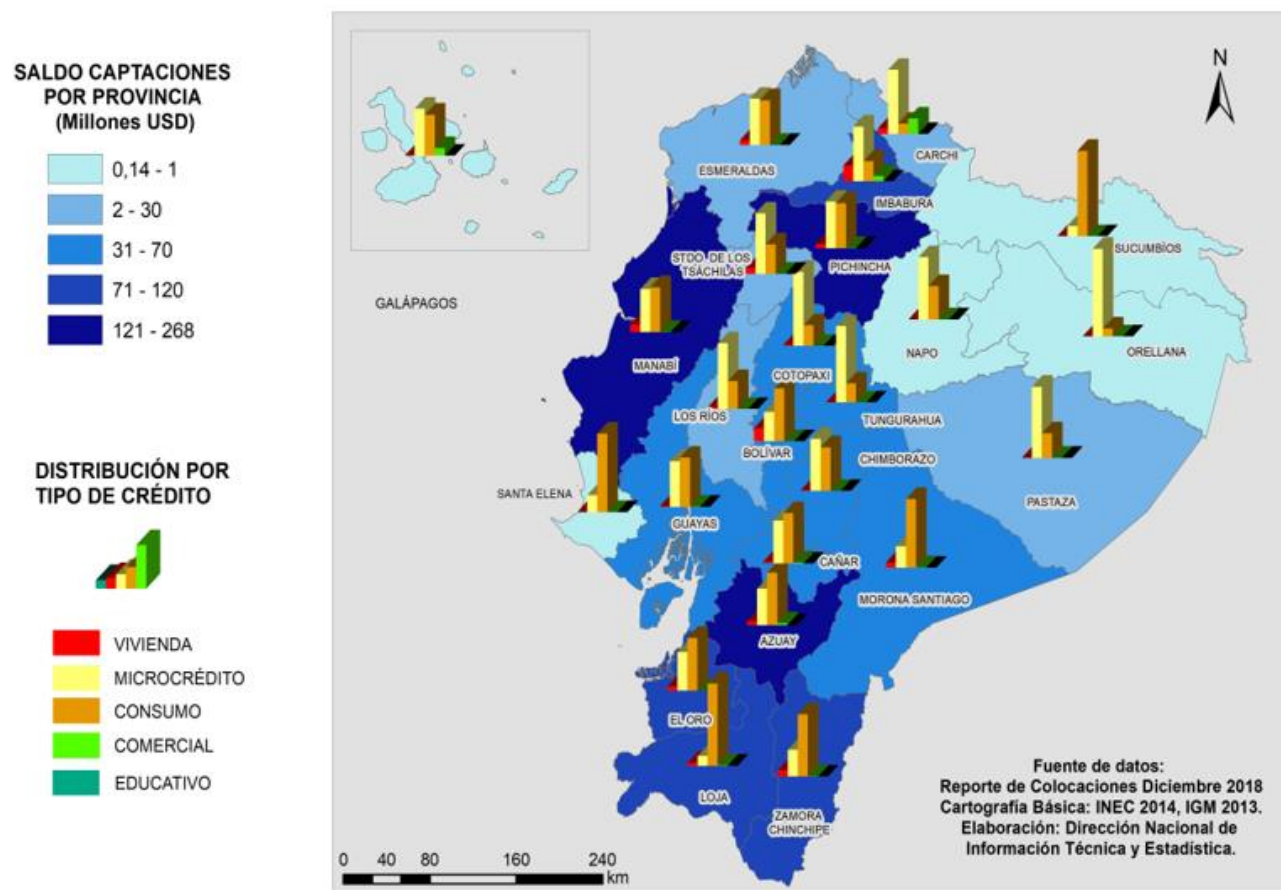 SALDO CAPTACIONES
POR PROVINCIA
(Millones USD)
0,14 - 1
2 - 30
31 - 70
71 - 120
121 - 268
DISTRIBUCIÓN POR
TIPO DE CRÉDITO
VIVIENDA
MICROCRÉDITO
CONSUMO
COMERCIAL
EDUCATIVO
GALÁPAGOS
N
ESMERALDAS
CARCHI
IMBABURA
SUCUMBÍOS
STDO. DE LOS
TSÁCHILAS
PICHINCHA
NAPO
ORELLANA
MANABÍ
COTOPAXI
LOS RÍOS
TUNGURAHUA
BOLÍVAR
CHIMBORAZO
PASTAZA
SANTA ELENA
GUAYAS
CAÑAR
MORONA SANTIAGO
AZUAY
EL ORO
LOJA
ZAMORA
CHINCHIPE
Fuente de datos:
Reporte de Colocaciones Diciembre 2018
Cartografía Básica: INEC 2014, IGM 2013.
Elaboración: Dirección Nacional de
Información Técnica y Estadística.
0 40 80 160 240
km